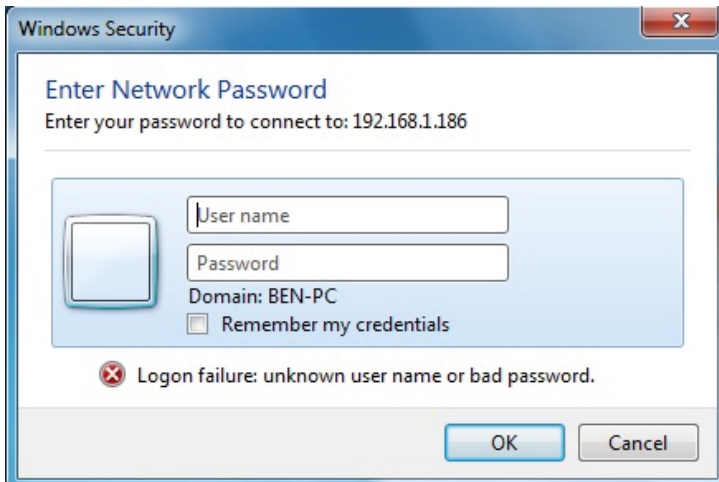 Windows Security
Enter Network Password
Enter your password to connect to: 192.168.1.186
User name
Password
Domain: BEN-PC
Remember my credentials
Logon failure: unknown user name or bad password.
OK Cancel